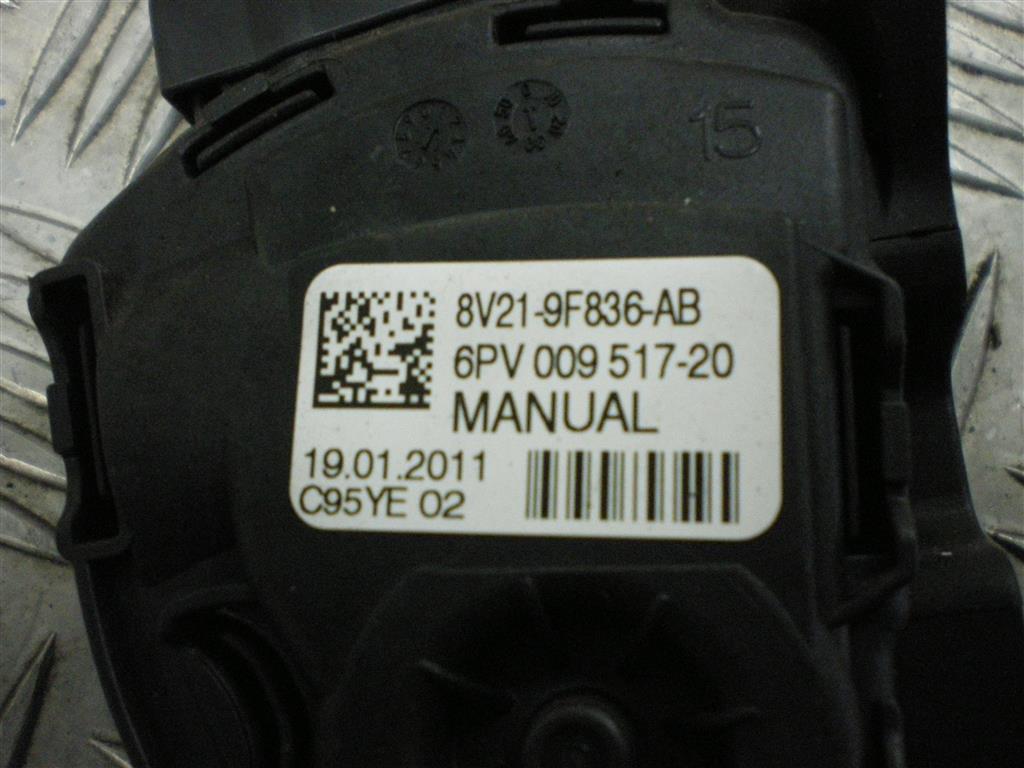 15
8V21-9F836-AB
6PV 009 517-20
MANUAL
19.01.2011
C95YE 02